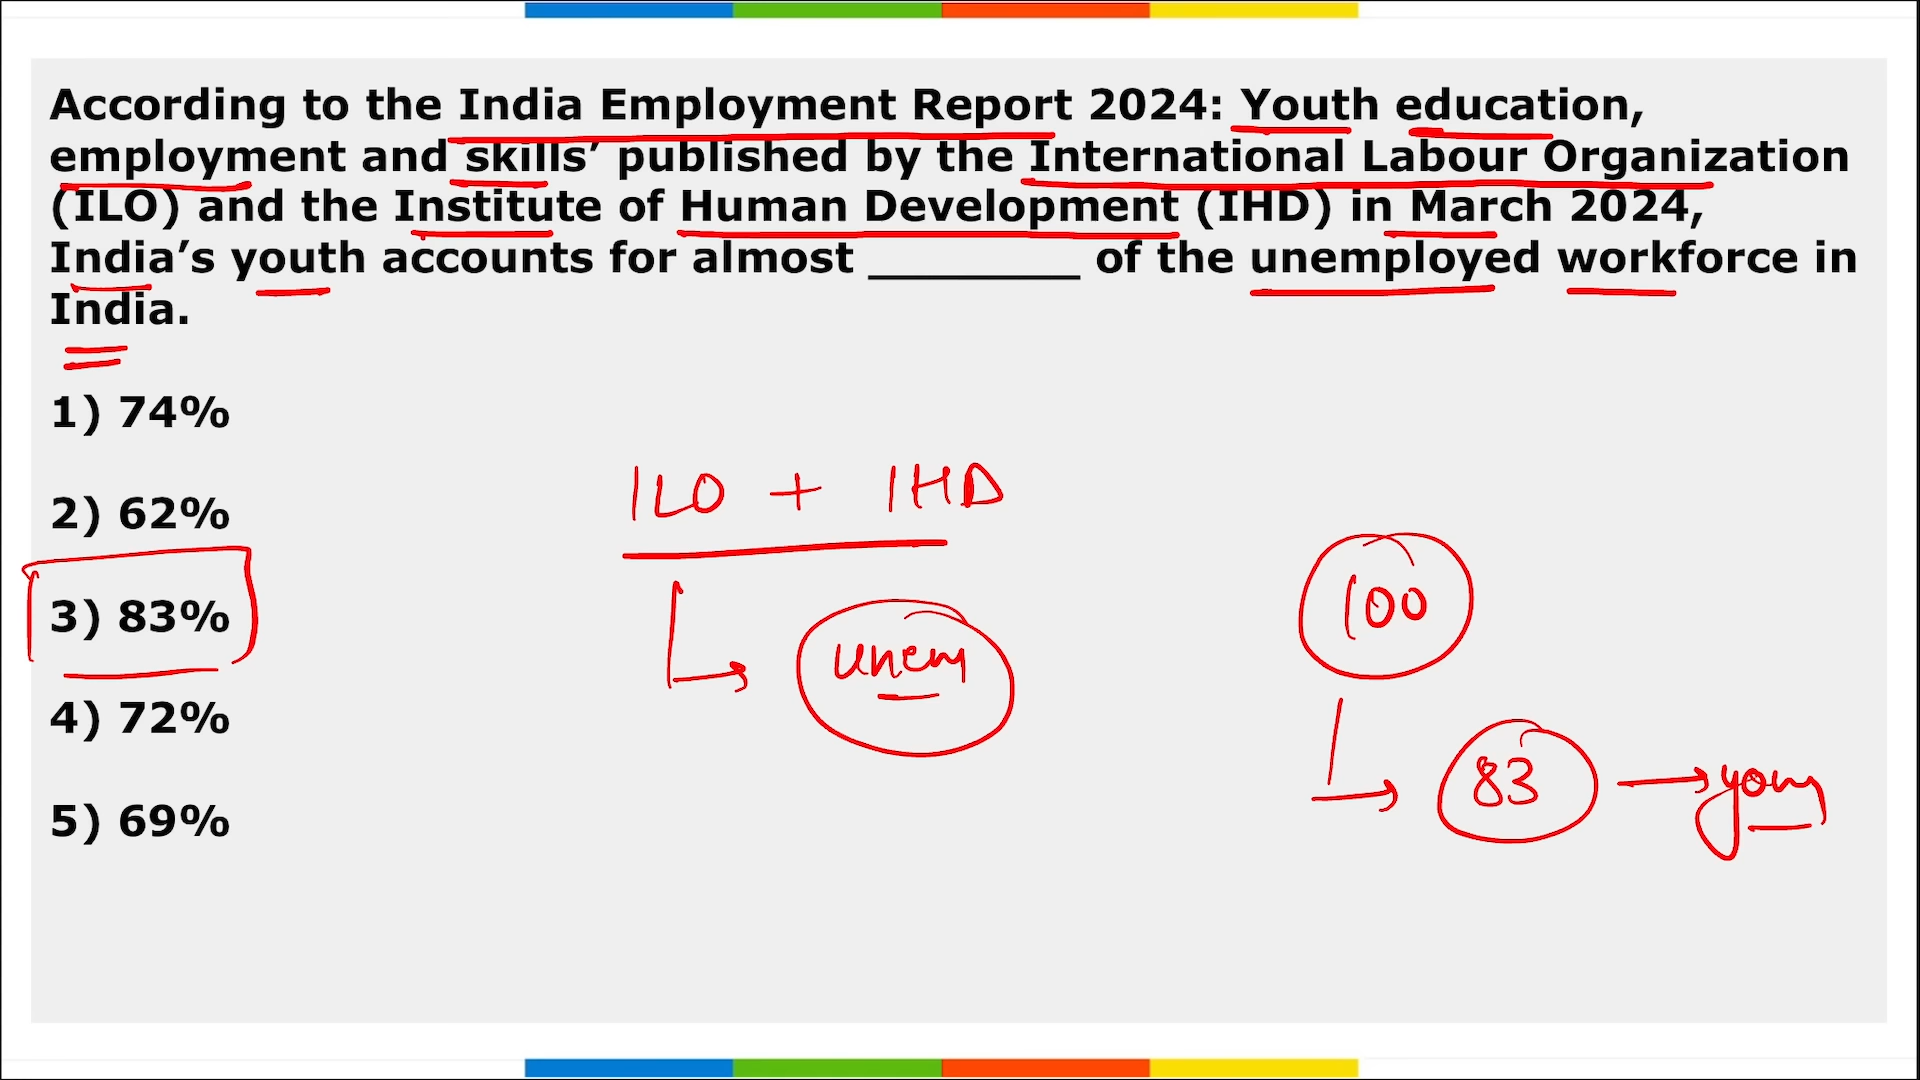 According to the India Employment Report 2024: Youth education,
employment and skills’ published by the International Labour Organization
(ILO) and the Institute of Human Development (IHD) in March 2024,
India’s youth accounts for almost __________ of the unemployed workforce in
India.
1) 74%
2) 62%
3) 83%
4) 72%
5) 69%
ILO + IHD
unem
100
83